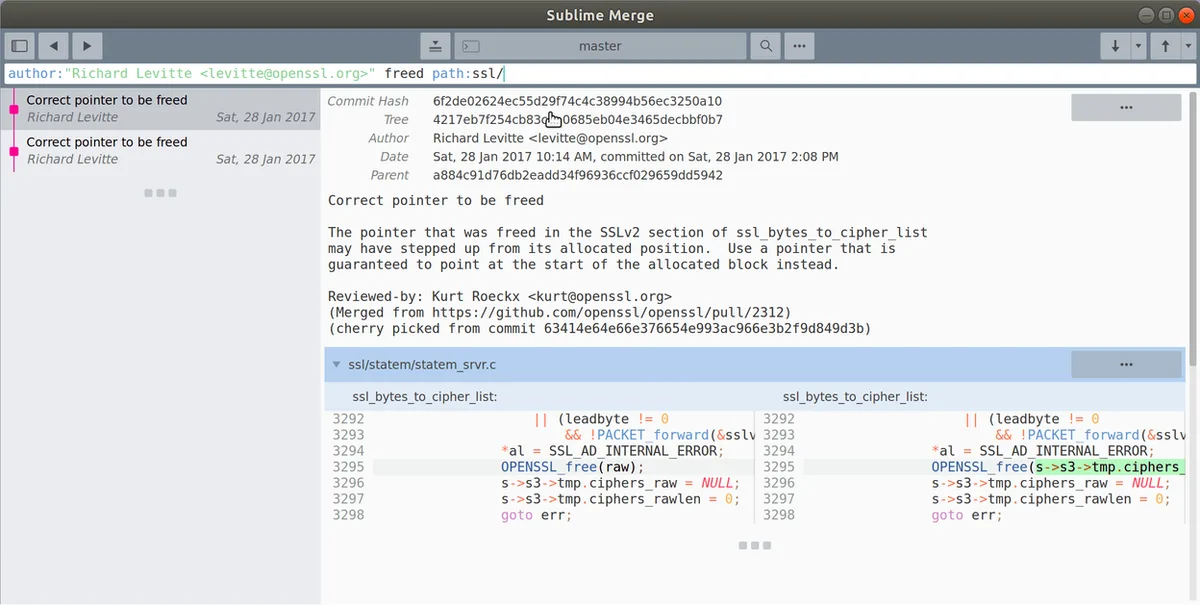 Sublime Merge
master
author:"Richard Levitte <levitte@openssl.org>" freed path:ssl/
Correct pointer to be freed
Richard Levitte Sat, 28 Jan 2017
Correct pointer to be freed
Richard Levitte Sat, 28 Jan 2017
Commit Hash 6f2de02624ec55d29f74c4c38994b56ec3250a10
Tree 0685eb04e3465decbbf0b7
Author Richard Levitte <levitte@openssl.org>
Date Sat, 28 Jan 2017 10:14 AM, committed on Sat, 28 Jan 2017 2:08 PM
Parent a884c91d76db2eadd34f96936ccf029659dd5942
Correct pointer to be freed
The pointer that was freed in the SSLv2 section of ssl_bytes_to_cipher_list
may have stepped up from its allocated position.  Use a pointer that is
guaranteed to point at the start of the allocated block instead.
Reviewed-by: Kurt Roeckx <kurt@openssl.org>
(Merged from https://github.com/openssl/openssl/pull/2312)
(cherry picked from commit 63414e64e66e376654e993ac966e3b2f9d849d3b)
ssl/statem/statem_srvr.c
ssl_bytes_to_cipher_list:
3292 || (leadbyte != 0
3293 && !PACKET_forward(&sslv
3294 *al = SSL_AD_INTERNAL_ERROR;
3295 OPENSSL_free(raw);
3296 s->s3->tmp.ciphers_raw = NULL;
3297 s->s3->tmp.ciphers_rawlen = 0;
3298 goto err;
ssl_bytes_to_cipher_list:
3292 || (leadbyte != 0
3293 && !PACKET_forward(&sslv
3294 *al = SSL_AD_INTERNAL_ERROR;
3295 OPENSSL_free(s->s3->tmp.ciphers_
3296 s->s3->tmp.ciphers_raw = NULL;
3297 s->s3->tmp.ciphers_rawlen = 0;
3298 goto err;